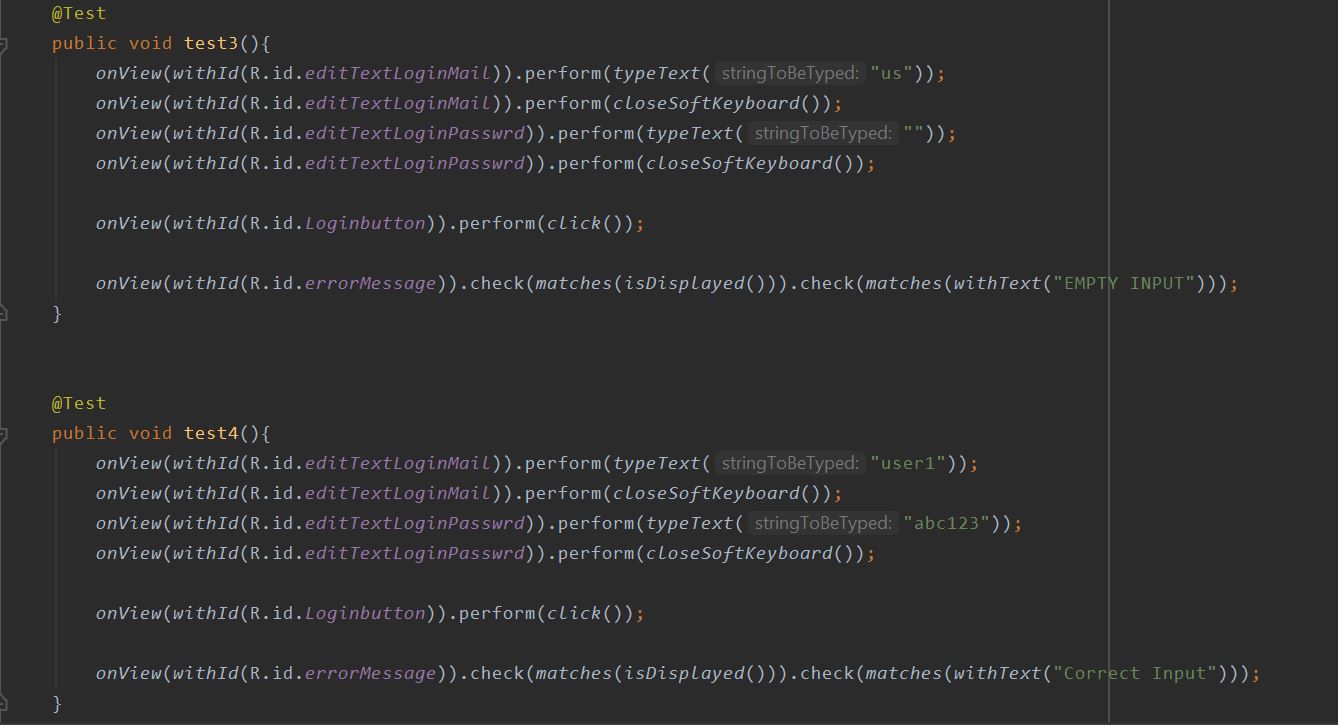 @Test
public void test3(){
onView(withId(R.id.editTextLoginMail)).perform(typeText( stringToBeTyped: "us"));
onView(withId(R.id.editTextLoginMail)).perform(closeSoftKeyboard());
onView(withId(R.id.editTextLoginPasswrd)).perform(typeText( stringToBeTyped: ""));
onView(withId(R.id.editTextLoginPasswrd)).perform(closeSoftKeyboard());
onView(withId(R.id.Loginbutton)).perform(click());
onView(withId(R.id.errorMessage)).check(matches(isDisplayed())).check(matches(withText("EMPTY INPUT")));
}
@Test
public void test4(){
onView(withId(R.id.editTextLoginMail)).perform(typeText( stringToBeTyped: "user1"));
onView(withId(R.id.editTextLoginMail)).perform(closeSoftKeyboard());
onView(withId(R.id.editTextLoginPasswrd)).perform(typeText( stringToBeTyped: "abc123"));
onView(withId(R.id.editTextLoginPasswrd)).perform(closeSoftKeyboard());
onView(withId(R.id.Loginbutton)).perform(click());
onView(withId(R.id.errorMessage)).check(matches(isDisplayed())).check(matches(withText("Correct Input")));
}